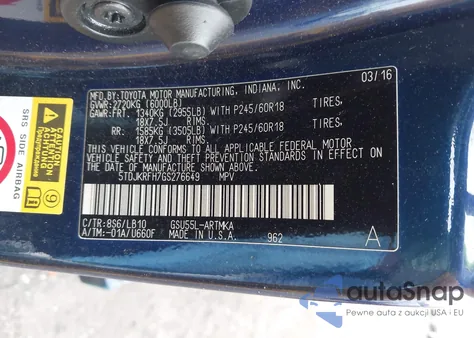 MFD.BY:TOYOTA MOTOR MANUFACTURING, INDIANA, INC. 03/16
GVWR:2720KG (6000LB)
GAWR:FRT. 1340KG (2955LB) WITH P245/60R18 TIRES,
18X7.5J RIMS.
RR: 1585KG (3505LB) WITH P245/60R18 TIRES,
18X7.5J RIMS.
THIS VEHICLE CONFORMS TO ALL APPLICABLE FEDERAL MOTOR VEHICLE
SAFETY AND THEFT PREVENTION STANDARDS IN EFFECT ON THE
DATE OF MANUFACTURE SHOWN ABOVE.
5TDJKRFH7GS276649 MPV
C/TR:8S6/LB10 GSU55L-ARTMKA
A/TM:-01A/U660F MADE IN U.S.A. 962 A
SRS SIDE AIRBAG
9
autoSnap
Pewne auta z USA i EU